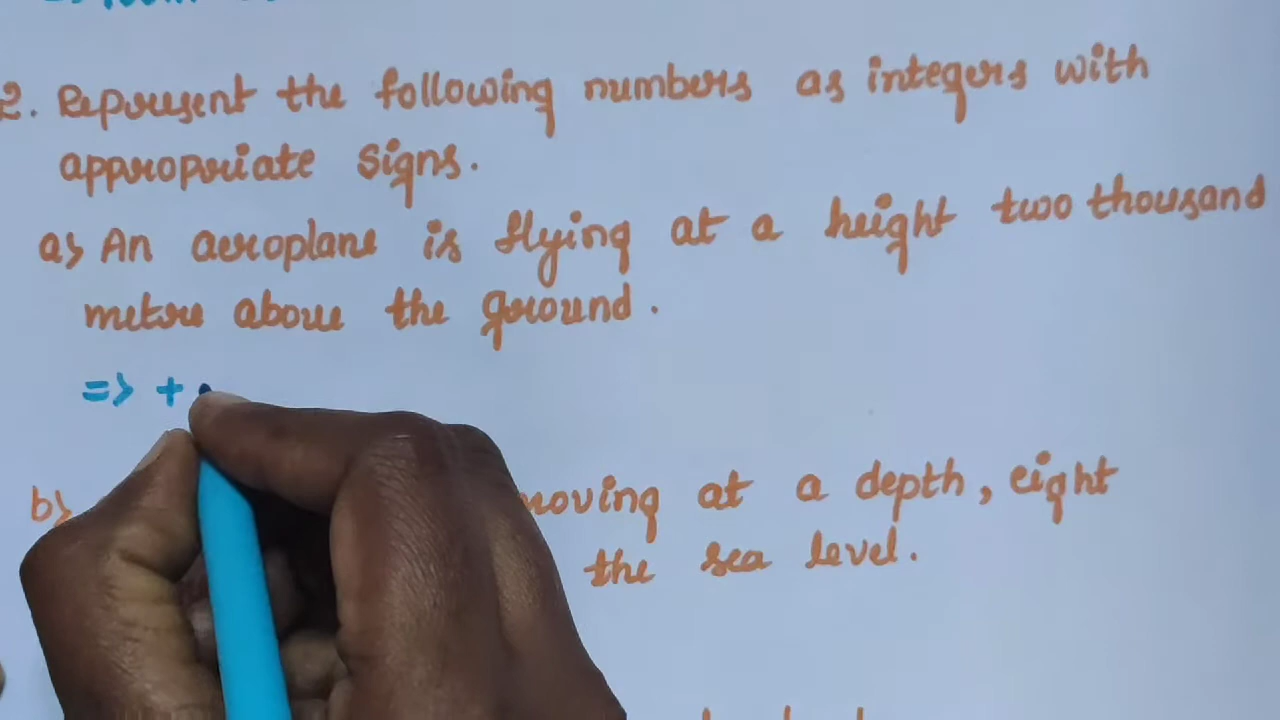 2. Represent the following numbers as integers with
appropriate signs.
a) An aeroplane is flying at a height two thousand
metre above the ground.
=> +
b) moving at a depth, eight
the sea level.